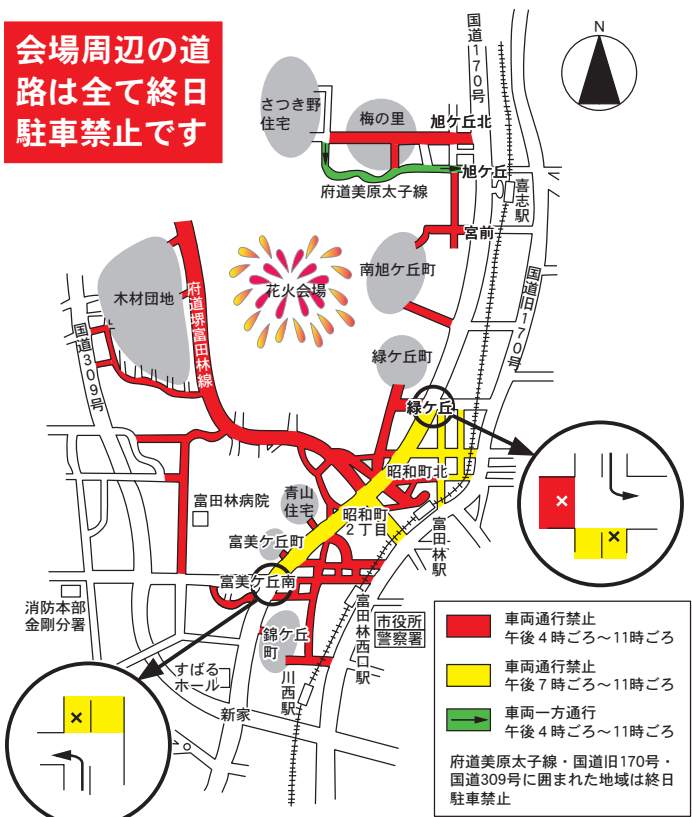 会場周辺の道
路は全て終日
駐車禁止です
N
国道170号
さつき野
住宅
梅の里
旭ケ丘北
旭ケ丘
府道美原太子線
喜志駅
宮前
南旭ケ丘町
花火会場
木材団地
府道堺富田林線
国道旧170号
国道309号
緑ケ丘町
緑ケ丘
昭和町北
青山
住宅
富田林病院
昭和町
2丁目
富美ケ丘町
富田林駅
富美ケ丘南
消防本部
金剛分署
錦ケ丘
町
富田林西口駅
市役所
警察署
すばる
ホール
川西駅
新家
車両通行禁止
午後4時ごろ～11時ごろ
車両通行禁止
午後7時ごろ～11時ごろ
車両一方通行
午後4時ごろ～11時ごろ
府道美原太子線・国道旧170号・
国道309号に囲まれた地域は終日
駐車禁止